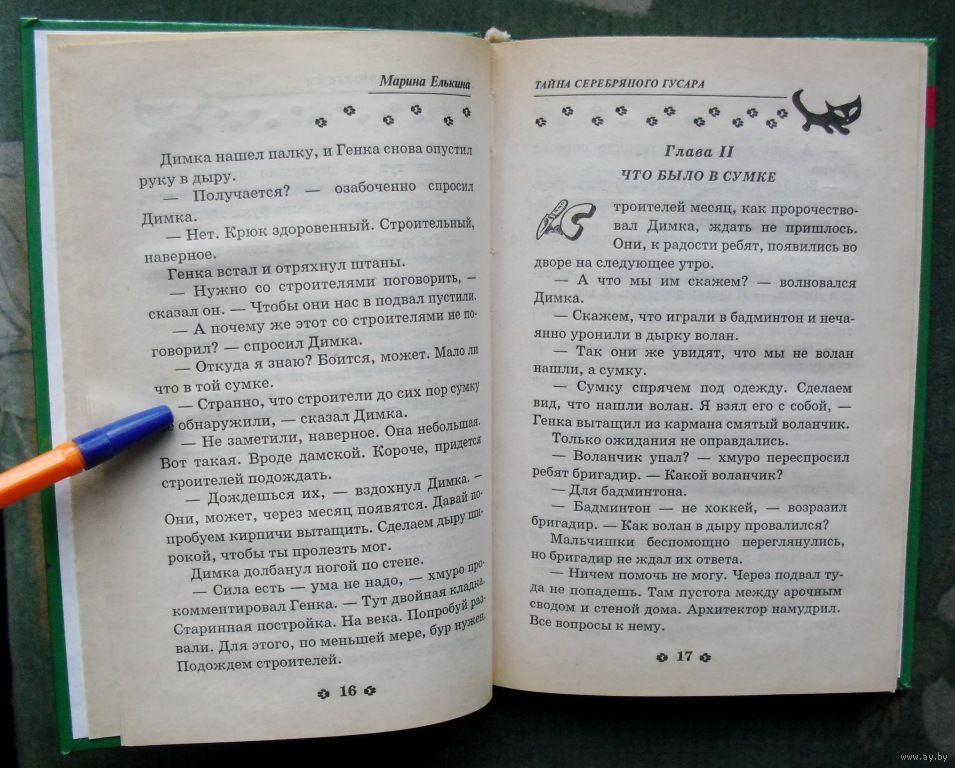 Марина Елькина
Димка нашел палку, и Генка снова опустил
руку в дыру.
— Получается? — озабоченно спросил
Димка.
— Нет. Крюк здоровенный. Строительный,
наверное.
Генка встал и отряхнул штаны.
— Нужно со строителями поговорить, —
сказал он. — Чтобы они нас в подвал пустили.
— А почему же этот со строителями не по-
говорил? — спросил Димка.
— Откуда я знаю? Боится, может. Мало ли
что в той сумке.
— Странно, что строители до сих пор сумку
обнаружили, — сказал Димка.
— Не заметили, наверное. Она небольшая.
Вот такая. Вроде дамской. Короче, придется
строителей подождать.
— Дождешься их, — вздохнул Димка. —
Они, может, через месяц появятся. Давай по-
пробуем кирпичи вытащить. Сделаем дыру ши-
рокой, чтобы ты пролезть мог.
Димка долбанул ногой по стене.
— Сила есть — ума не надо, — хмуро про-
комментировал Генка. — Тут двойная кладка.
Старинная постройка. На века. Попробуй раз-
вали. Для этого, по меньшей мере, бур нужен.
Подождем строителей.
16
ТАЙНА СЕРЕБРЯНОГО ГУСАРА
Глава II
ЧТО БЫЛО В СУМКЕ
Строителей месяц, как пророчество-
вал Димка, ждать не пришлось.
Они, к радости ребят, появились во
дворе на следующее утро.
— А что мы им скажем? — волновался
Димка.
— Скажем, что играли в бадминтон и неча-
янно уронили в дырку волан.
— Так они же увидят, что мы не волан
нашли, а сумку.
— Сумку спрячем под одежду. Сделаем
вид, что нашли волан. Я взял его с собой, —
Генка вытащил из кармана смятый воланчик.
Только ожидания не оправдались.
— Воланчик упал? — хмуро переспросил
ребят бригадир. — Какой воланчик?
— Для бадминтона.
— Бадминтон — не хоккей, — возразил
бригадир. — Как волан в дыру провалился?
Мальчишки беспомощно переглянулись,
но бригадир не ждал их ответа.
— Ничем помочь не могу. Через подвал ту-
да не попадешь. Там пустота между арочным
сводом и стеной дома. Архитектор намудрил.
Все вопросы к нему.
17
www.ay.by